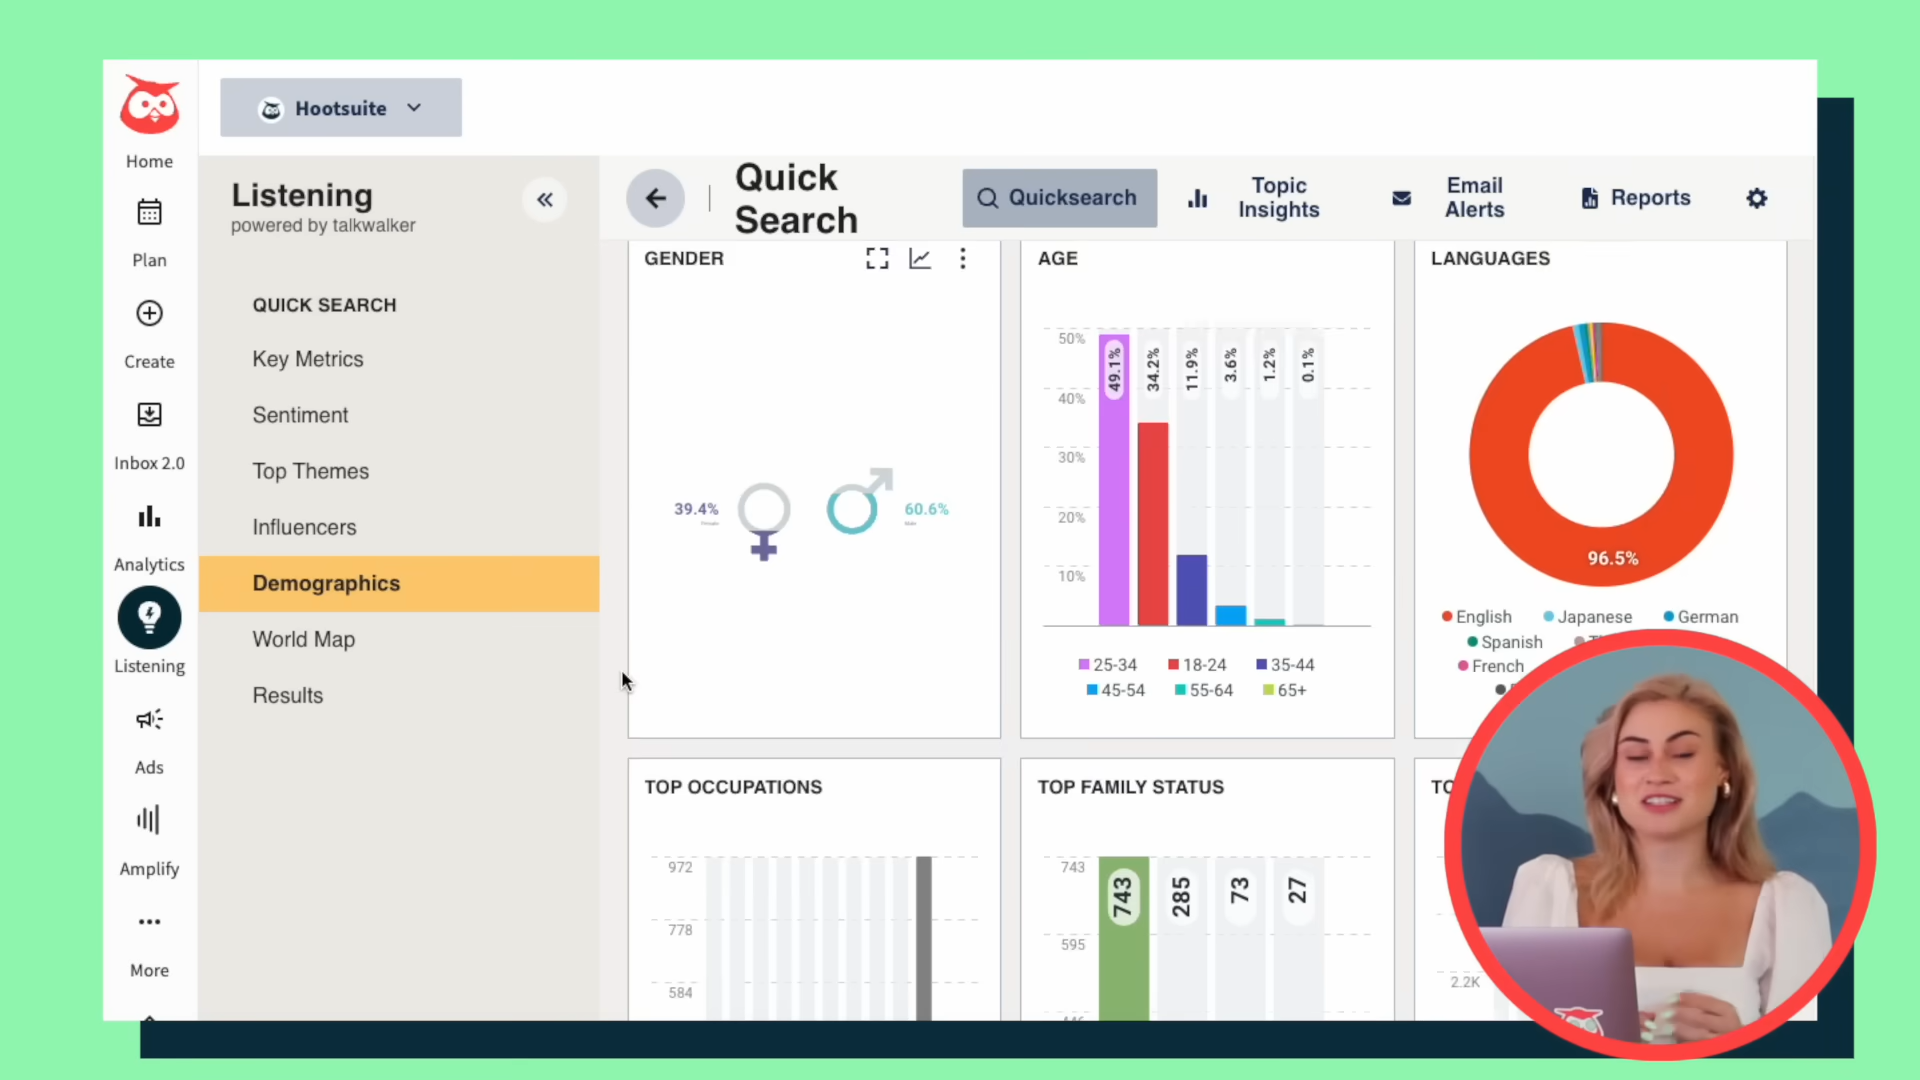 Hootsuite
Home
Plan
Create
Inbox 2.0
Analytics
Listening
Ads
Amplify
More
Listening
powered by talkwalker
QUICK SEARCH
Key Metrics
Sentiment
Top Themes
Influencers
Demographics
World Map
Results
Quick
Search
Quicksearch
Topic
Insights
Email
Alerts
Reports
GENDER
39.4%
60.6%
AGE
50%
40%
30%
20%
10%
49.1%
34.2%
11.9%
3.6%
1.2%
0.1%
25-34
18-24
35-44
45-54
55-64
65+
LANGUAGES
96.5%
English
Japanese
German
Spanish
French
TOP OCCUPATIONS
972
778
584
TOP FAMILY STATUS
743
595
743
285
73
27
2.2K